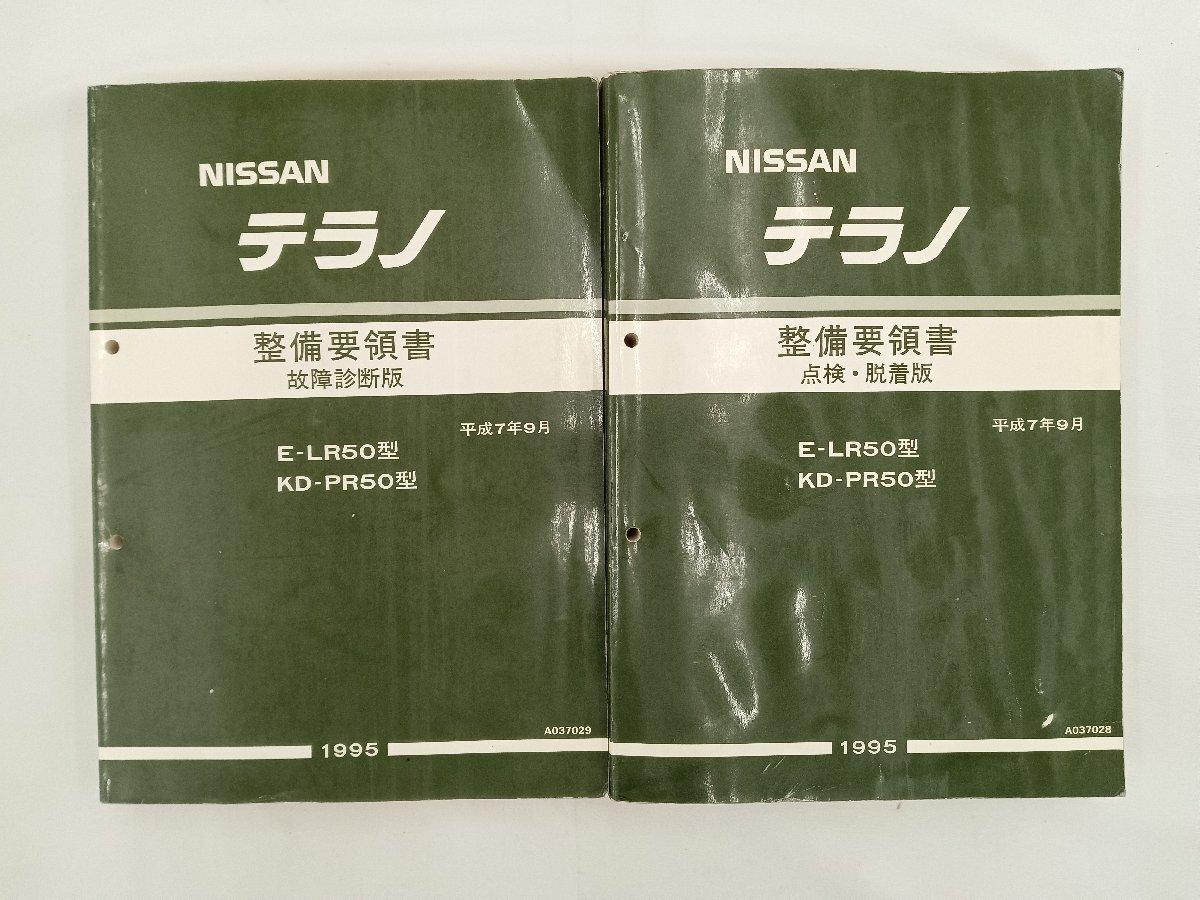 NISSAN
テラノ
整備要領書
故障診断版
平成7年9月
E-LR50型
KD-PR50型
A037029
1995
NISSAN
テラノ
整備要領書
点検・脱着版
平成7年9月
E-LR50型
KD-PR50型
A037028
1995